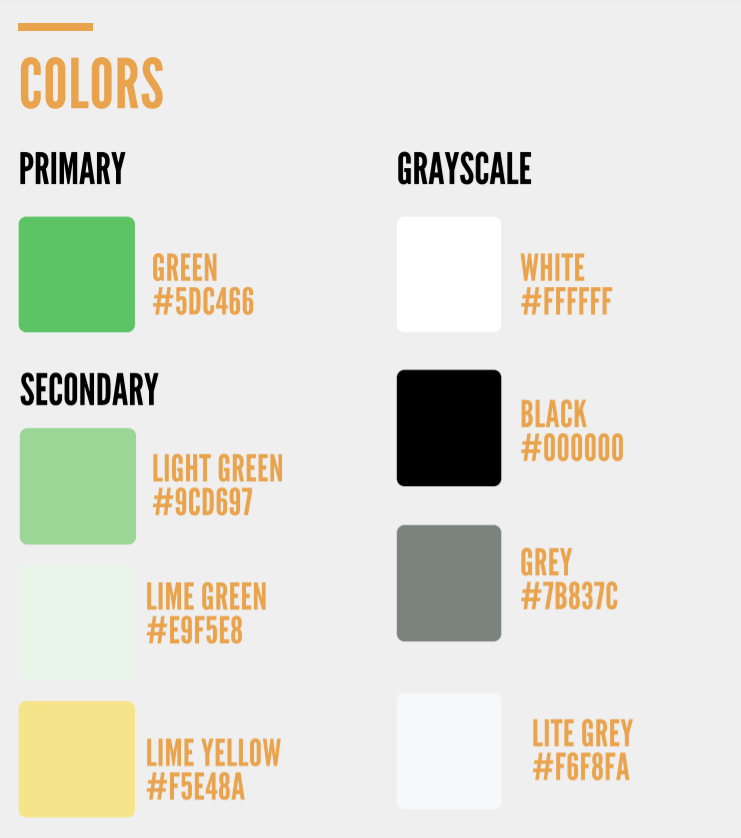 COLORS
PRIMARY
GREEN
#5DC466
SECONDARY
LIGHT GREEN
#9CD697
LIME GREEN
#E9F5E8
LIME YELLOW
#F5E48A
GRAYSCALE
WHITE
#FFFFFF
BLACK
#000000
GREY
#7B837C
LITE GREY
#F6F8FA